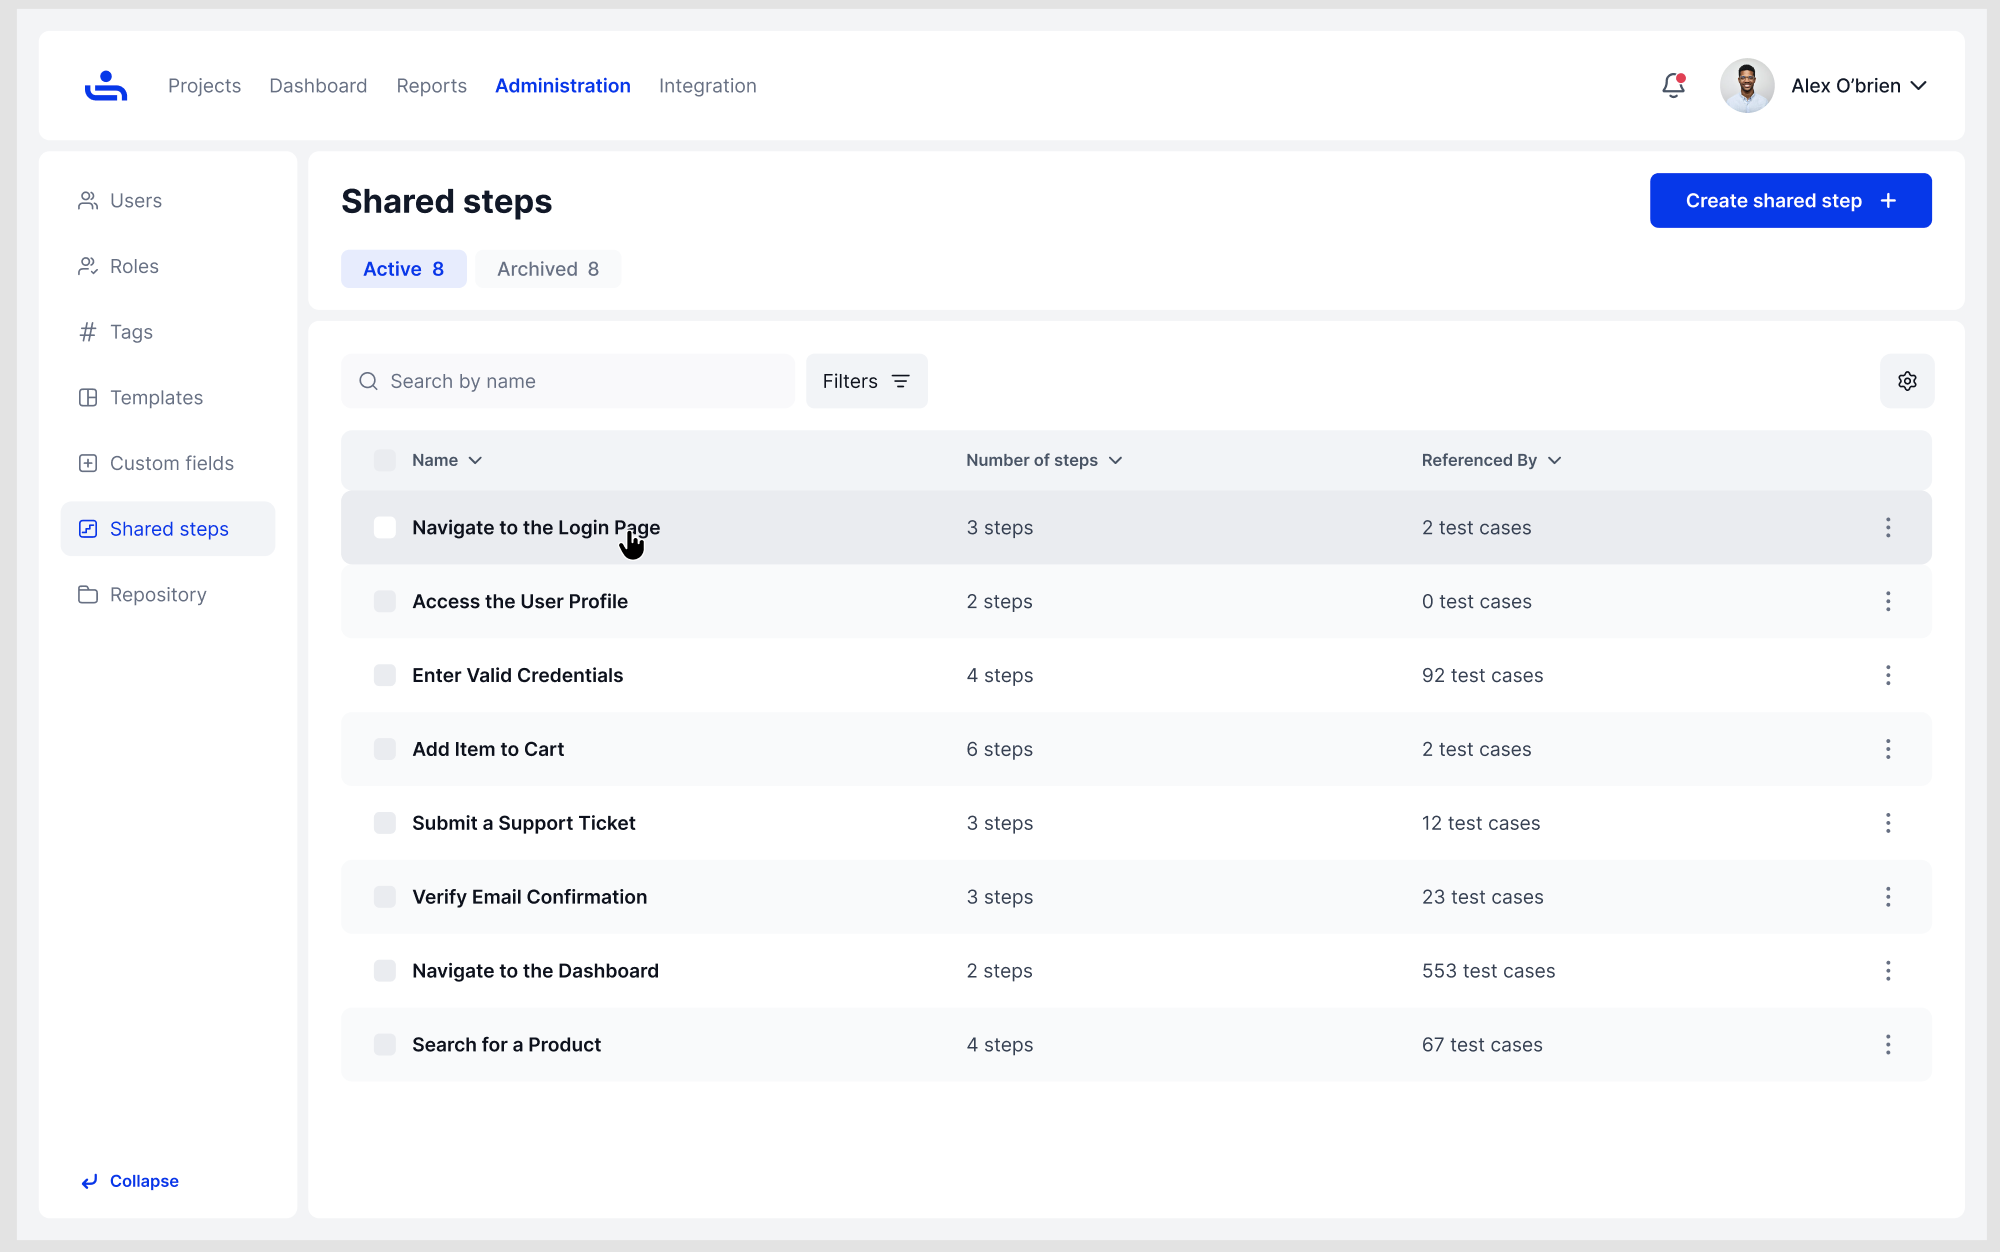 Projects Dashboard Reports Administration Integration Alex O’brien
Users
Roles
Tags
Templates
Custom fields
Shared steps
Repository
Collapse
Shared steps
Create shared step
Active 8 Archived 8
Search by name Filters
Name Number of steps Referenced By
Navigate to the Login Page 3 steps 2 test cases
Access the User Profile 2 steps 0 test cases
Enter Valid Credentials 4 steps 92 test cases
Add Item to Cart 6 steps 2 test cases
Submit a Support Ticket 3 steps 12 test cases
Verify Email Confirmation 3 steps 23 test cases
Navigate to the Dashboard 2 steps 553 test cases
Search for a Product 4 steps 67 test cases